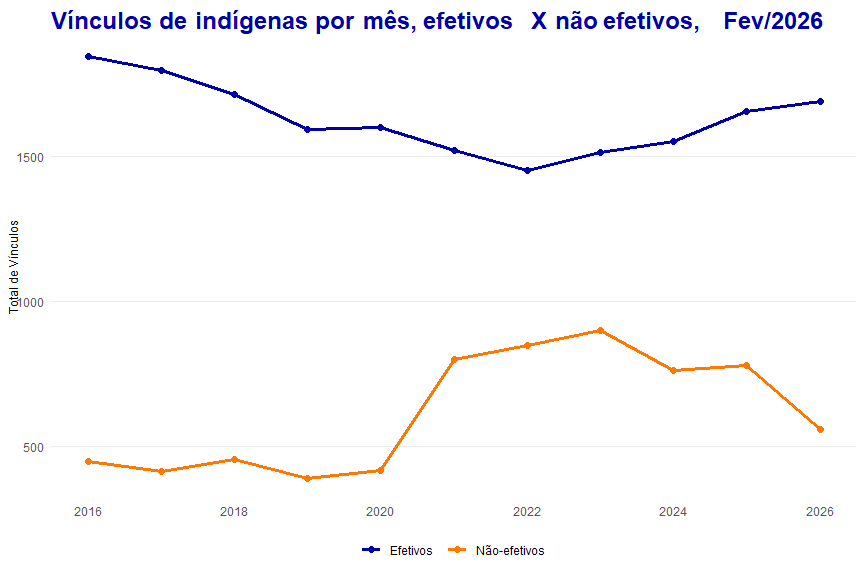 Vínculos de indígenas por mês, efetivos X não efetivos, Fev/2026
Total de Vínculos
1500
1000
500
2016 2018 2020 2022 2024 2026
Efetivos Não-efetivos